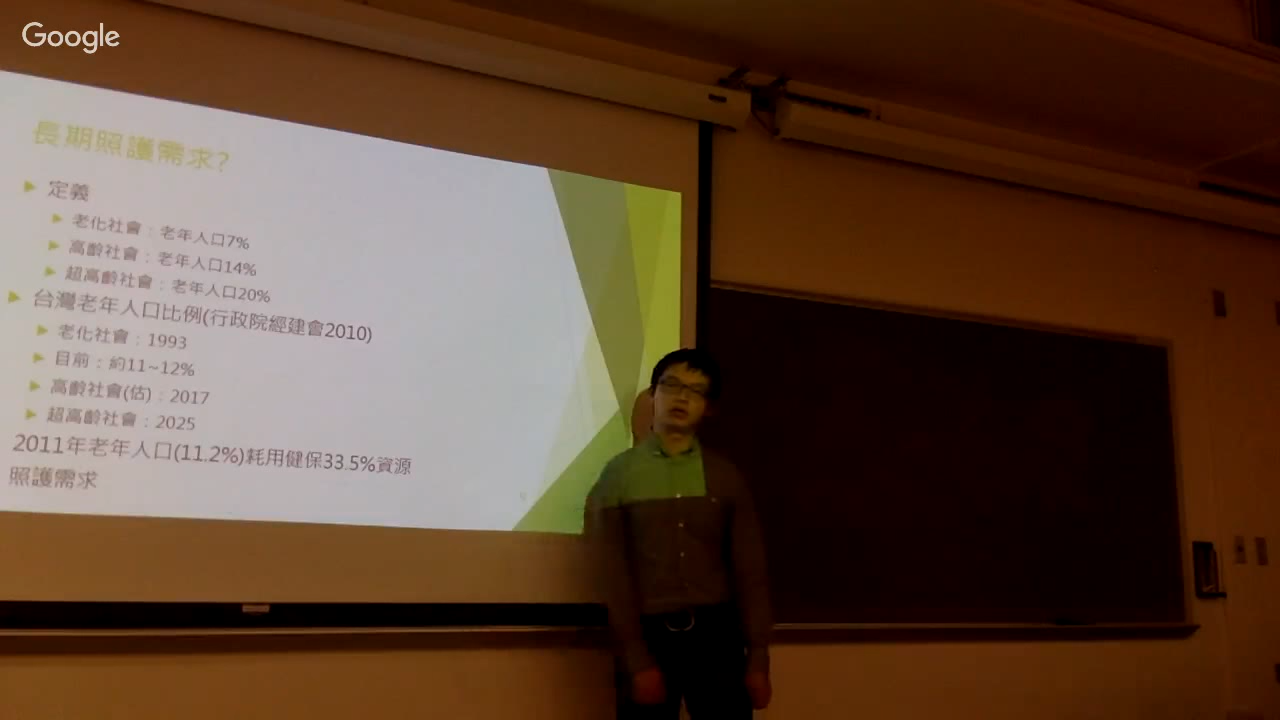 Google
長期照護需求?
定義
老化社會：老年人口7%
高齡社會：老年人口14%
超高齡社會：老年人口20%
台灣老年人口比例(行政院經建會2010)
老化社會：1993
目前：約11~12%
高齡社會(估)：2017
超高齡社會：2025
2011年老年人口(11.2%)耗用健保33.5%資源
照護需求